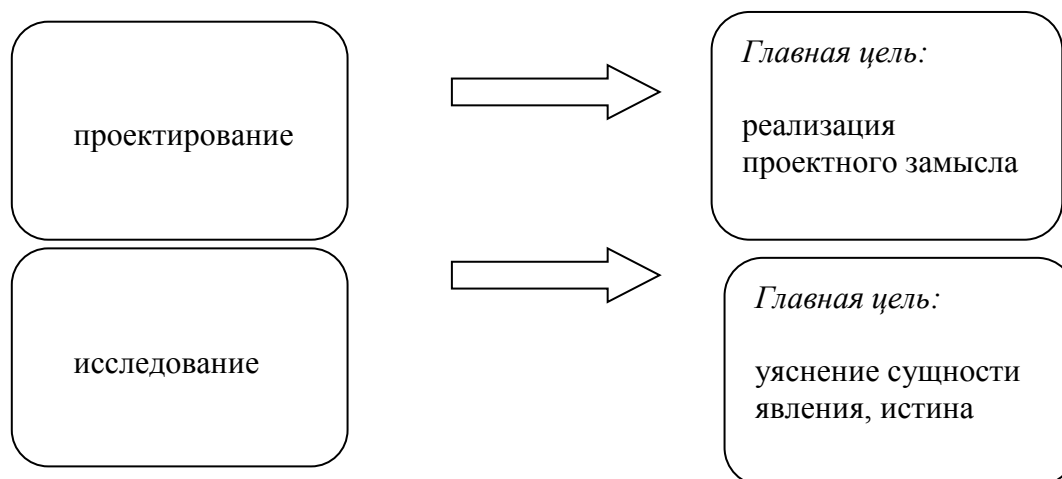 проектирование
Главная цель:
реализация
проектного замысла
исследование
Главная цель:
уяснение сущности
явления, истина